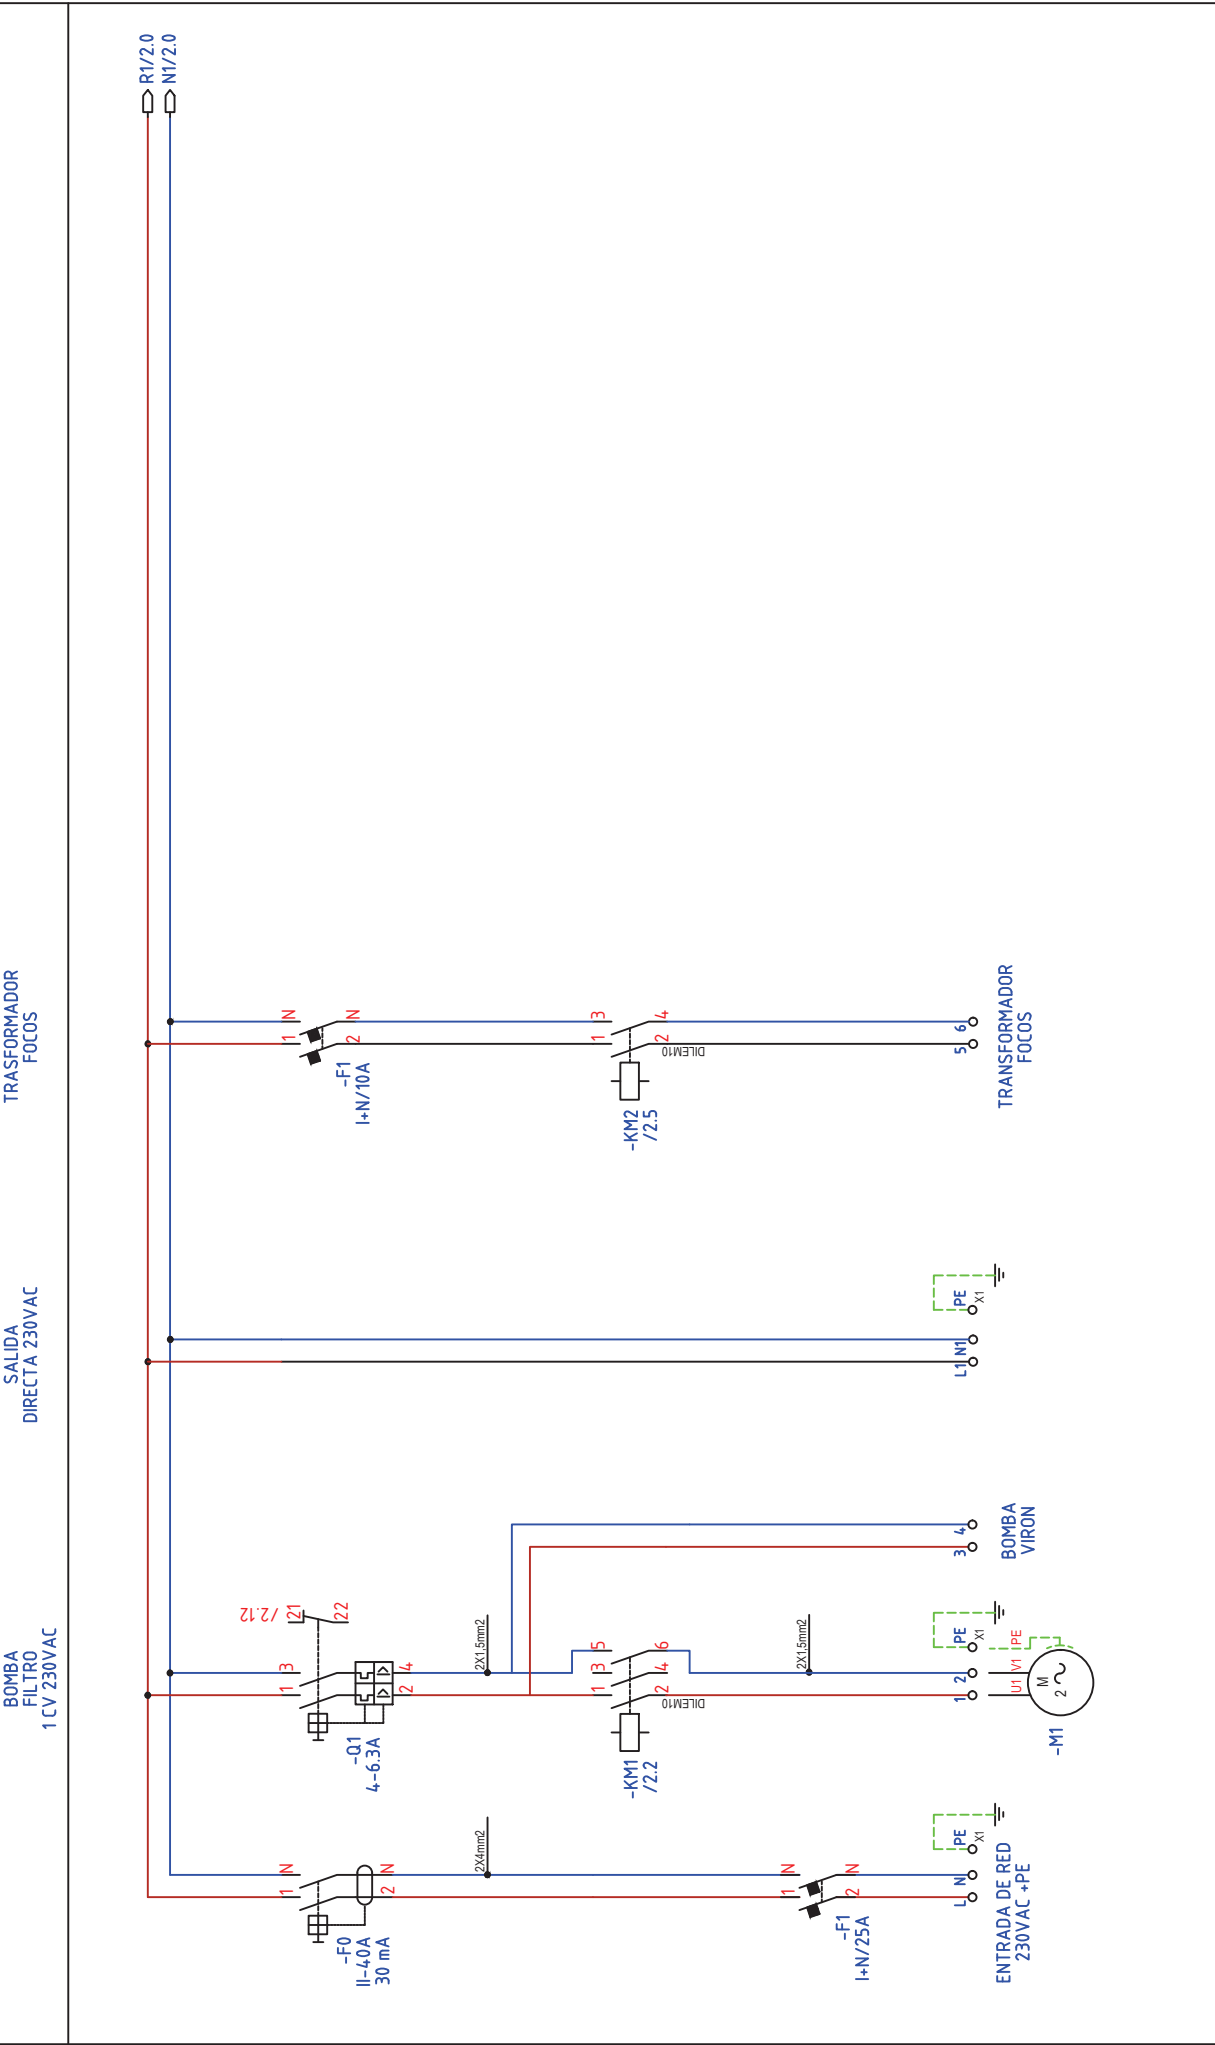 BOMBA
FILTRO
1 CV 230VAC
SALIDA
DIRECTA 230VAC
TRASFORMADOR
FOCOS
R1/2.0
N1/2.0
1 N
-F0
II-40A
30 mA
2 N
2X4mm2
1 N
-F1
I+N/25A
2 N
L N PE
X1
ENTRADA DE RED
230VAC +PE
1 3
21
/2.12
22
-Q1
4-6.3A
2 4
2X1,5mm2
1 3 5
-KM1
/2.2
2 4 6
DILEM10
2X1,5mm2
1 2 PE
X1
U1 V1 PE
M
2
-M1
3 4
BOMBA
VIRON
L1 N1 PE
X1
1 N
-F1
I+N/10A
2 N
1 3
-KM2
/2.5
2 4
DILEM10
5 6
TRANSFORMADOR
FOCOS